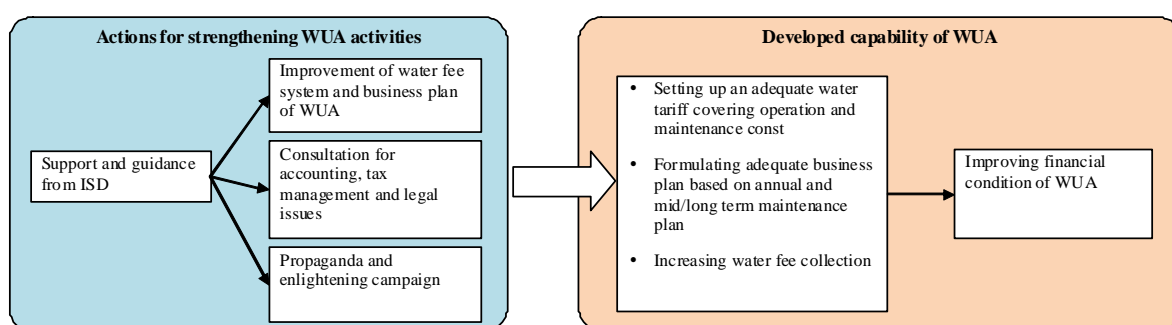 Actions for strengthening WUA activities
Support and guidance
from ISD
Improvement of water fee
system and business plan
of WUA
Consultation for
accounting, tax
management and legal
issues
Propaganda and
enlightening campaign
Developed capability of WUA
• Setting up an adequate water
tariff covering operation and
maintenance const
• Formulating adequate business
plan based on annual and
mid/long term maintenance
plan
• Increasing water fee collection
Improving financial
condition of WUA